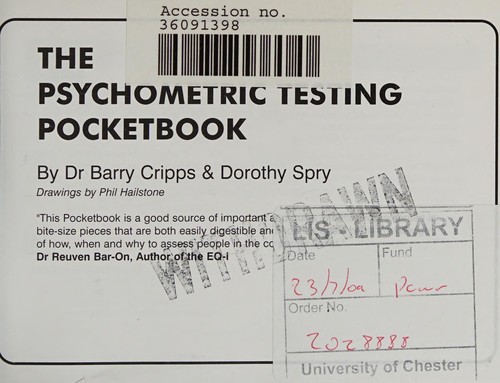 Accession no.
36091398
THE
PSYCHOMETRIC TESTING
POCKETBOOK
By Dr Barry Cripps & Dorothy Spry
Drawings by Phil Hailstone
"This Pocketbook is a good source of important
bite-size pieces that are both easily digestible
of how, when and why to assess people in the
Dr Reuven Bar-On, Author of the EQ-i
WITHDRAWN
LIS - LIBRARY
Date
Fund
23/7/09
Order No.
2028888
University of Chester